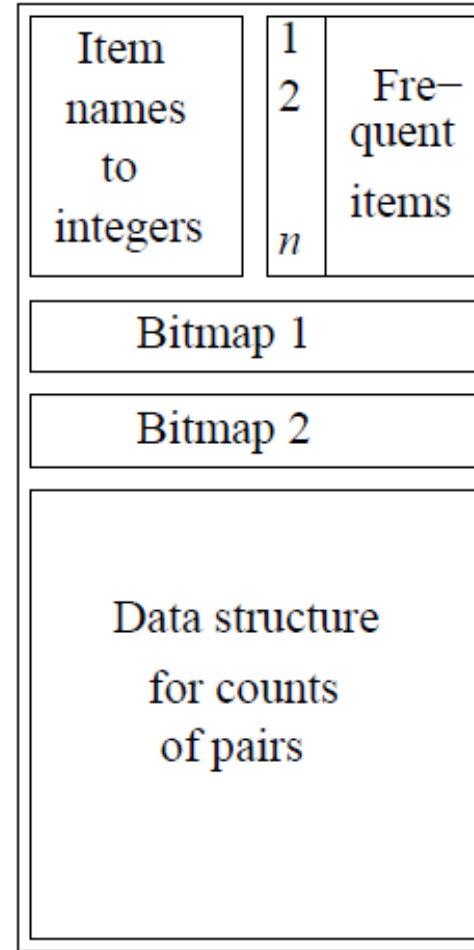 Item
names
to
integers
1
2
n
Fre–
quent
items
Bitmap 1
Bitmap 2
Data structure
for counts
of pairs